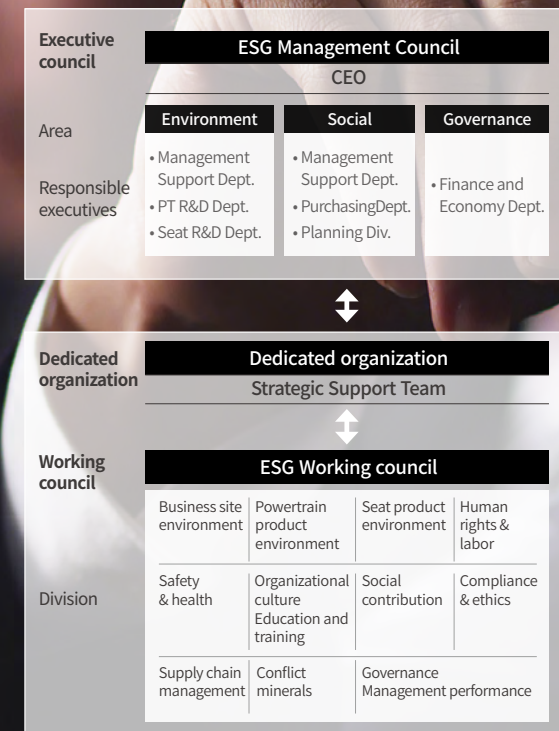 Executive
council
ESG Management Council
CEO
Area
Environment
Social
Governance
Responsible
executives
• Management
Support Dept.
• PT R&D Dept.
• Seat R&D Dept.
• Management
Support Dept.
• PurchasingDept.
• Planning Div.
• Finance and
Economy Dept.
Dedicated
organization
Dedicated organization
Strategic Support Team
Working
council
ESG Working council
Division
Business site
environment
Powertrain
product
environment
Seat product
environment
Human
rights &
labor
Safety
& health
Organizational
culture
Education and
training
Social
contribution
Compliance
& ethics
Supply chain
management
Conflict
minerals
Governance
Management performance